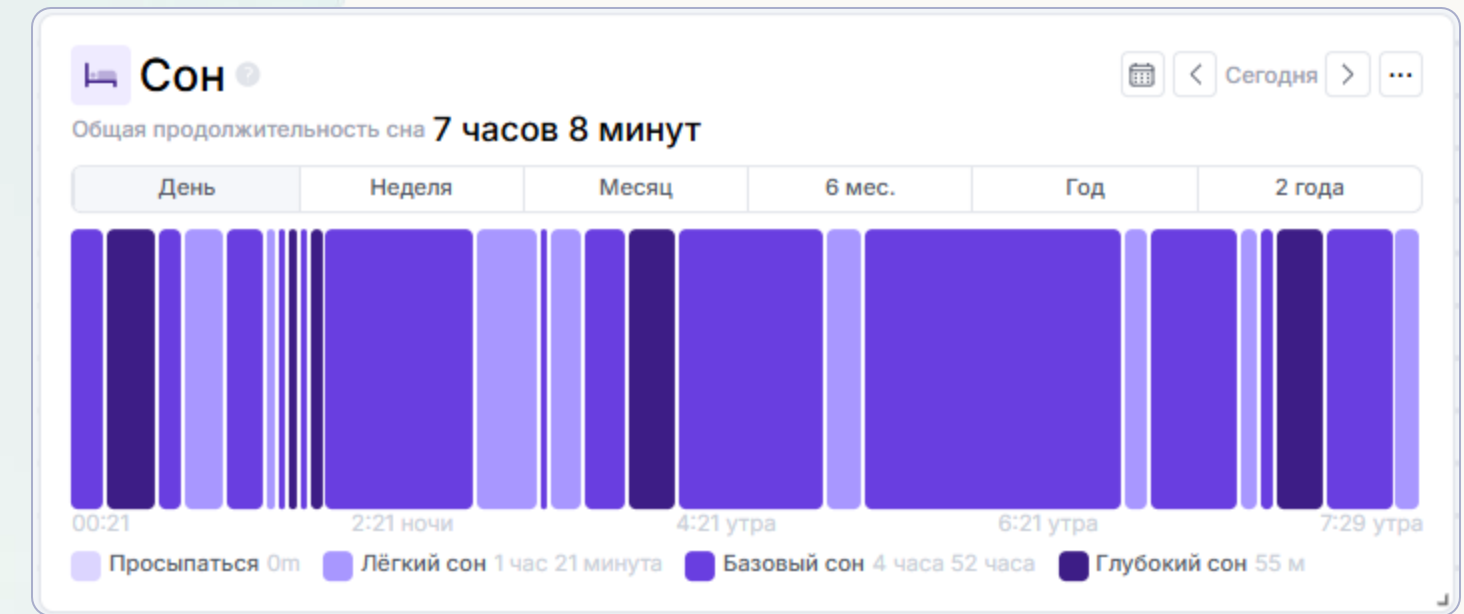 Сон ?
Сегодня
Общая продолжительность сна 7 часов 8 минут
День Неделя Месяц 6 мес. Год 2 года
00:21 2:21 ночи 4:21 утра 6:21 утра 7:29 утра
Просыпаться 0m Лёгкий сон 1 час 21 минута Базовый сон 4 часа 52 часа Глубокий сон 55 м